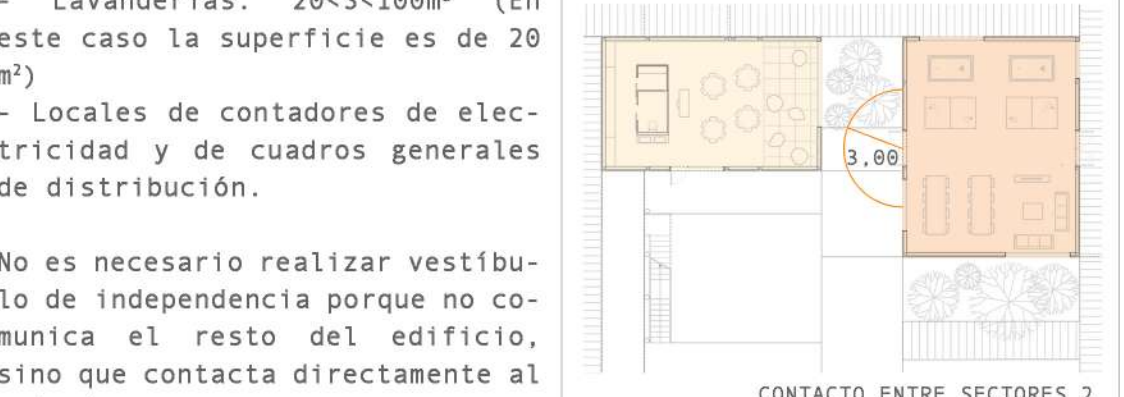 - Lavanderías: 20<S<100m² (En
este caso la superficie es de 20
m²)
- Locales de contadores de elec-
tricidad y de cuadros generales
de distribución.
No es necesario realizar vestíbu-
lo de independencia porque no co-
munica el resto del edificio,
sino que contacta directamente al
3,00
CONTACTO ENTRE SECTORES 2